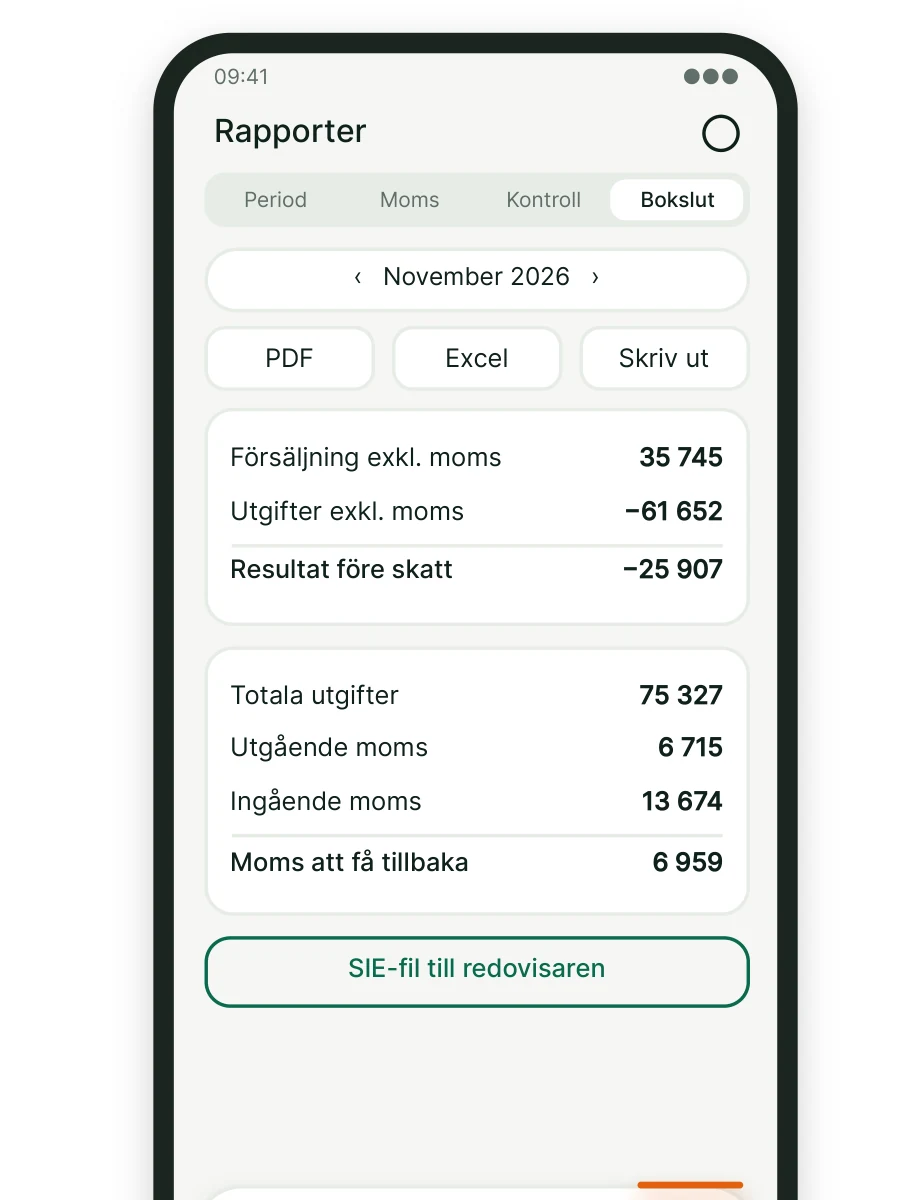 09:41
Rapporter
Period Moms Kontroll Bokslut
‹ November 2026 ›
PDF Excel Skriv ut
Försäljning exkl. moms 35 745
Utgifter exkl. moms −61 652
Resultat före skatt −25 907
Totala utgifter 75 327
Utgående moms 6 715
Ingående moms 13 674
Moms att få tillbaka 6 959
SIE-fil till redovisaren